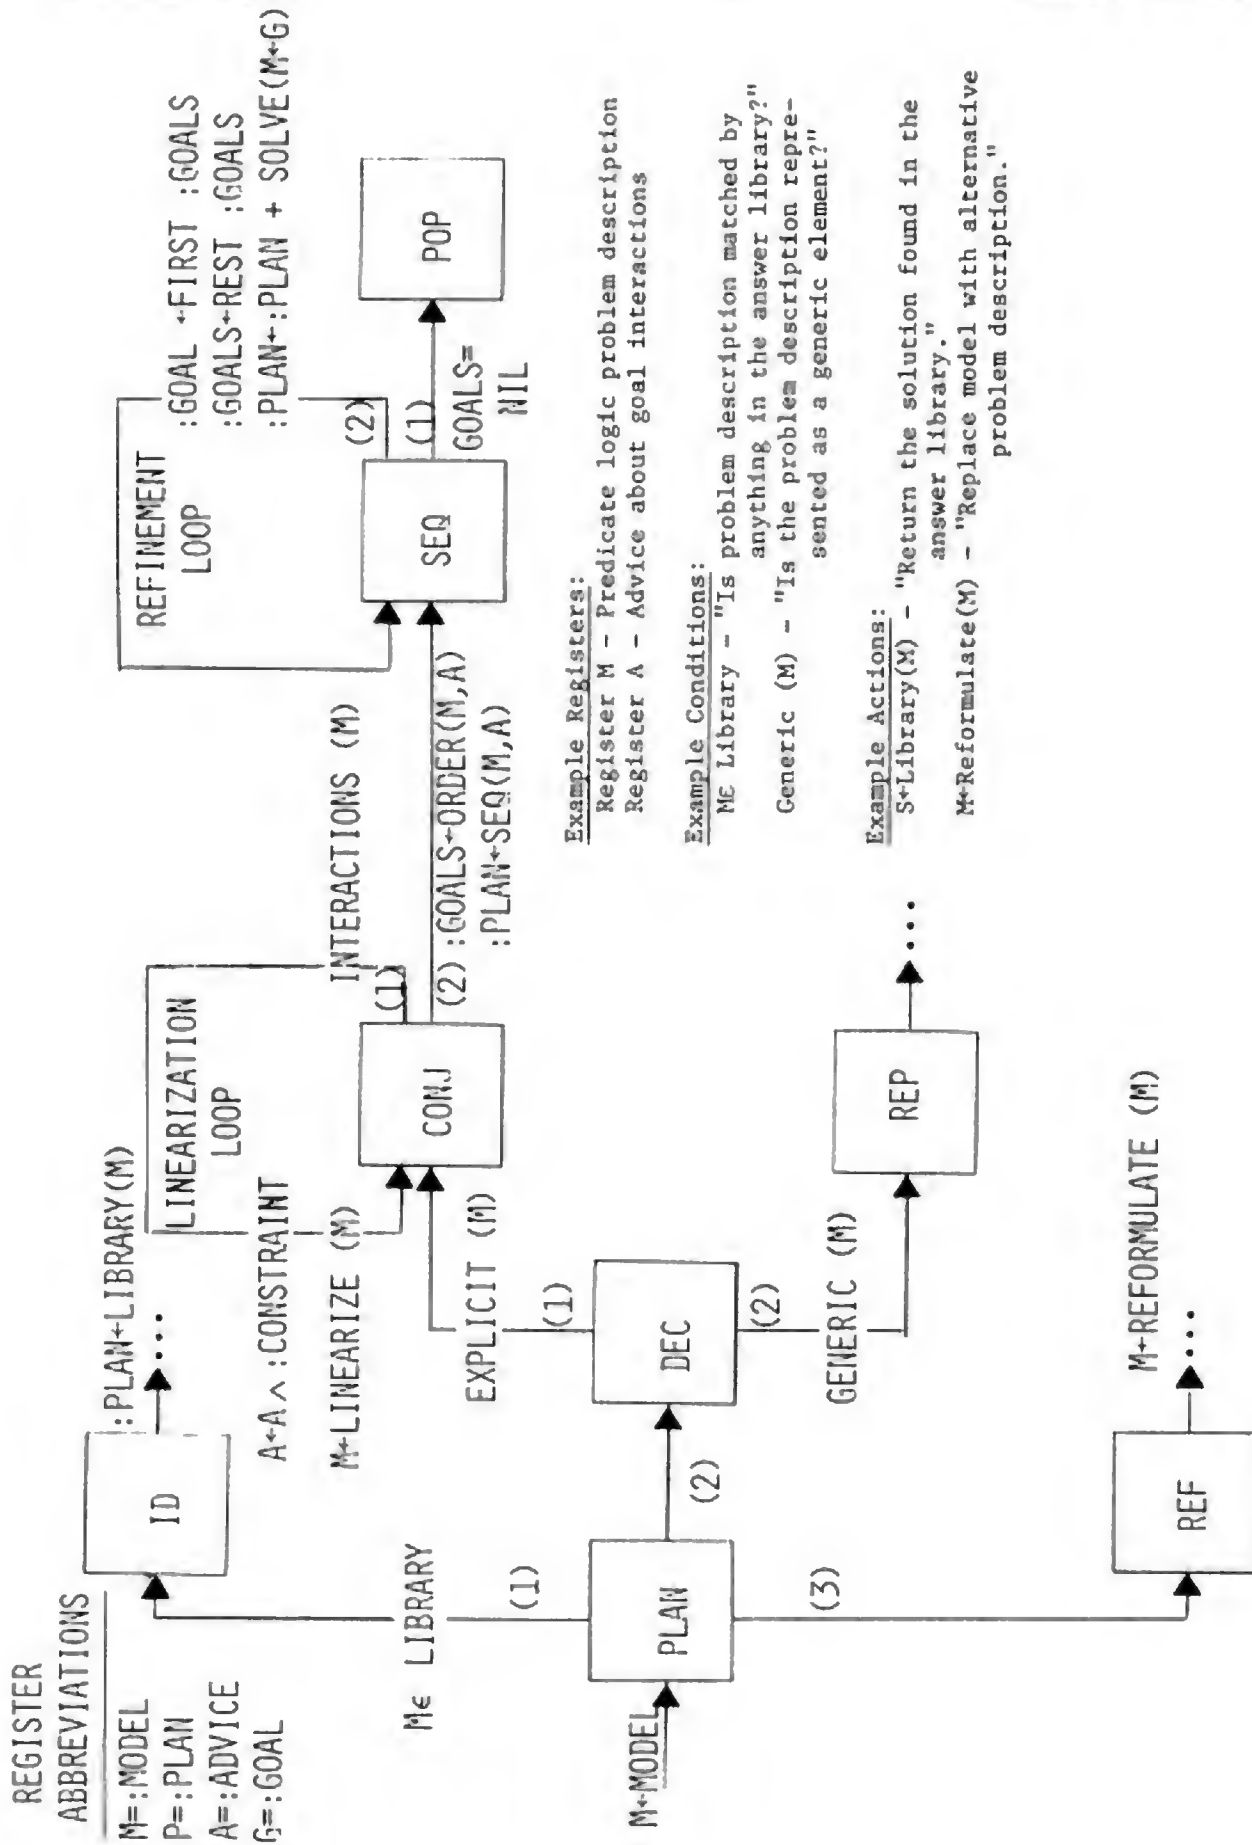 REGISTER
ABBREVIATIONS
M=:MODEL
P=:PLAN
A=:ADVICE
G=:GOAL
M←MODEL
PLAN
(1)
Mϵ LIBRARY
ID
:PLAN←LIBRARY(M)
...
(2)
DEC
(3)
REF
M←REFORMULATE (M)
...
(1)
EXPLICIT (M)
(2)
GENERIC (M)
REP
...
CONJ
LINEARIZATION
LOOP
A←A ∧ :CONSTRAINT
M←LINEARIZE (M)
(1)
INTERACTIONS (M)
(2) :GOALS←ORDER(M,A)
:PLAN←SEQ(M,A)
SEQ
REFINEMENT
LOOP
(2)
:GOAL ←FIRST :GOALS
:GOALS←REST :GOALS
:PLAN←:PLAN + SOLVE(M←G)
(1)
GOALS=
NIL
POP
Example Registers:
Register M - Predicate logic problem description
Register A - Advice about goal interactions
Example Conditions:
Mϵ Library - "Is problem description matched by
anything in the answer library?"
Generic (M) - "Is the problem description repre-
sented as a generic element?"
Example Actions:
S←Library(M) - "Return the solution found in the
answer library."
M←Reformulate(M) - "Replace model with alternative
problem description."